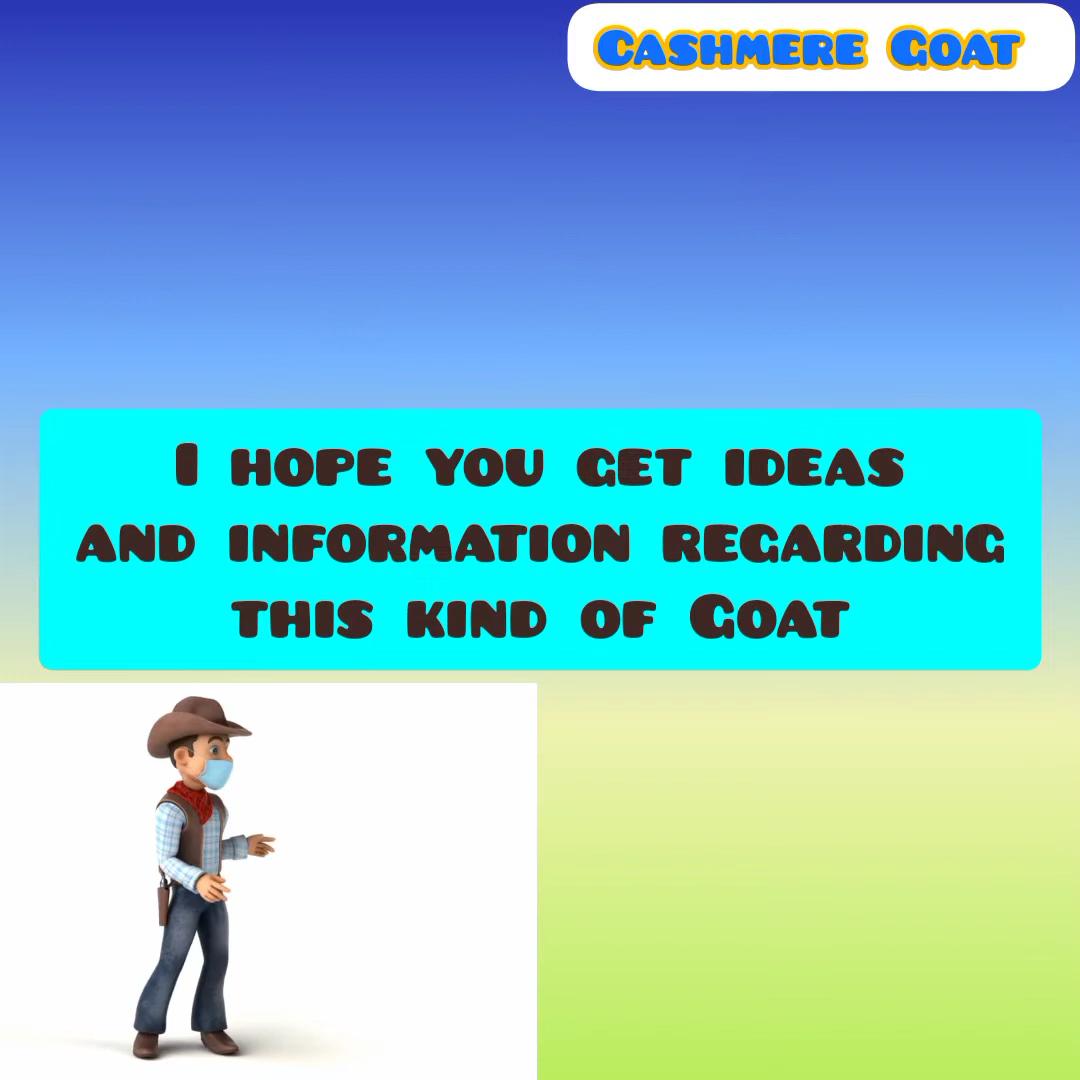 Cashmere Goat
I hope you get ideas
and information regarding
this kind of Goat